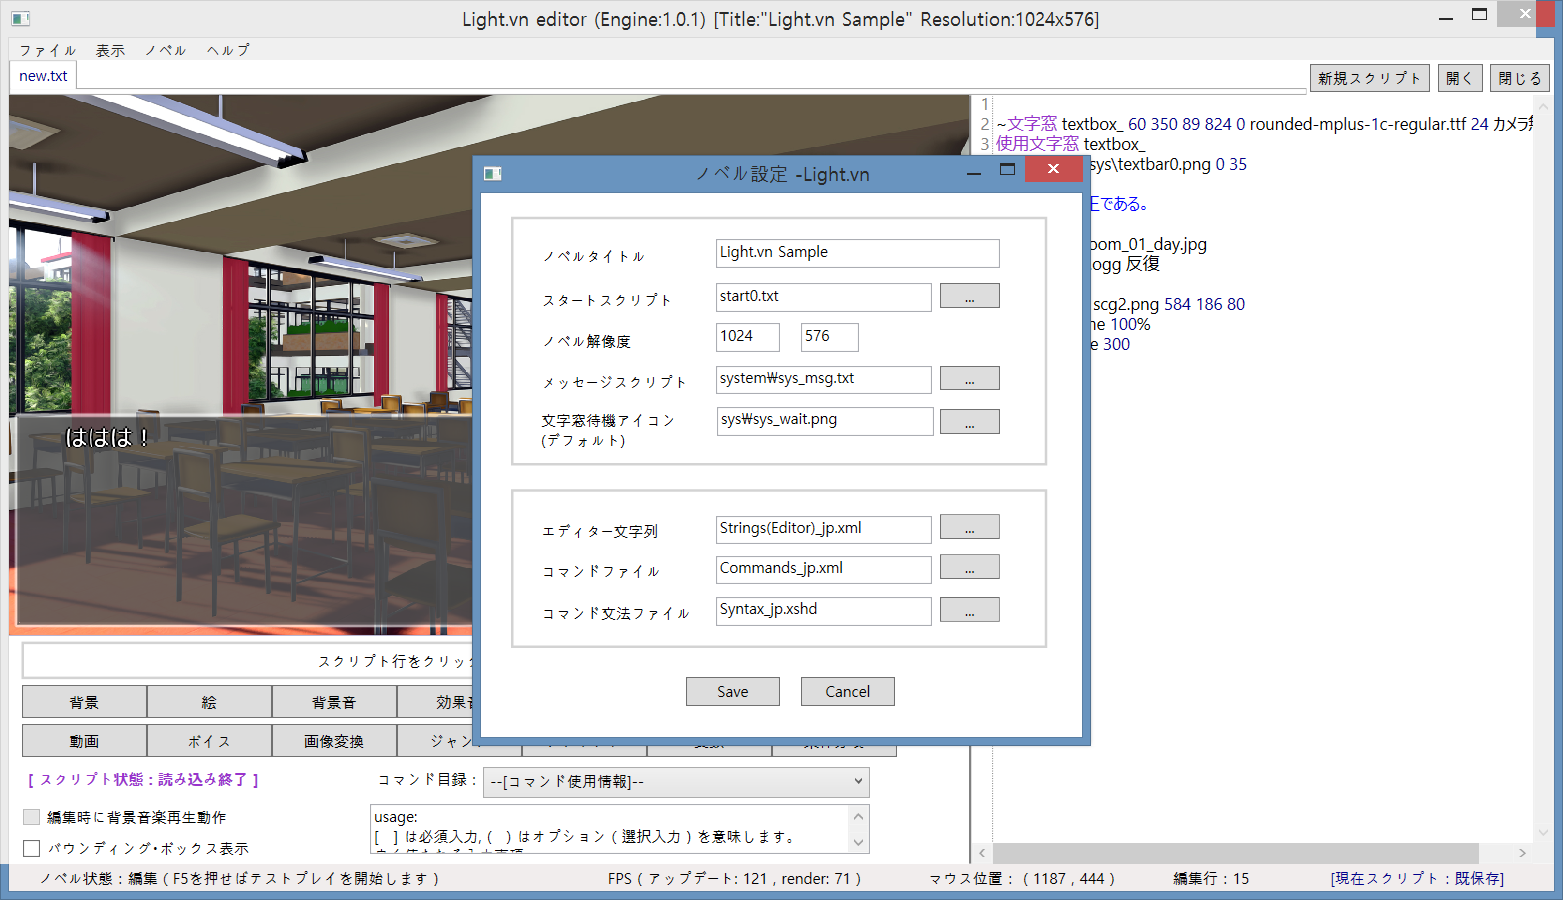 Light.vn editor (Engine:1.0.1) [Title:"Light.vn Sample" Resolution:1024x576]
ファイル 表示 ノベル ヘルプ
new.txt
新規スクリプト 開く 閉じる
1
2 ~文字窓 textbox_ 60 350 89 824 0 rounded-mplus-1c-regular.ttf 24 カメラ
3 使用文字窓 textbox_
sys\textbar0.png 0 35
である。
oom_01_day.jpg
.ogg 反復
scg2.png 584 186 80
ne 100%
e 300
ははは！
ノベル設定 -Light.vn
ノベルタイトル Light.vn Sample
スタートスクリプト start0.txt ...
ノベル解像度 1024 576
メッセージスクリプト system₩sys_msg.txt ...
文字窓待機アイコン sys₩sys_wait.png ...
(デフォルト)
エディター文字列 Strings(Editor)_jp.xml ...
コマンドファイル Commands_jp.xml ...
コマンド文法ファイル Syntax_jp.xshd ...
Save Cancel
スクリプト行をクリッ
背景 絵 背景音 効果
動画 ボイス 画像変換 ジャン
[ スクリプト状態 : 読み込み終了 ]
コマンド目録 : --[コマンド使用情報]--
編集時に背景音楽再生動作
バウンディング・ボックス表示
usage:
[ ] は必須入力, ( ) はオプション ( 選択入力 ) を意味します。
ノベル状態 : 編集 ( F5を押せばテストプレイを開始します ) FPS ( アップデート: 121 , render: 71 ) マウス位置 : ( 1187 , 444 ) 編集行 : 15 [現在スクリプト : 既保存]